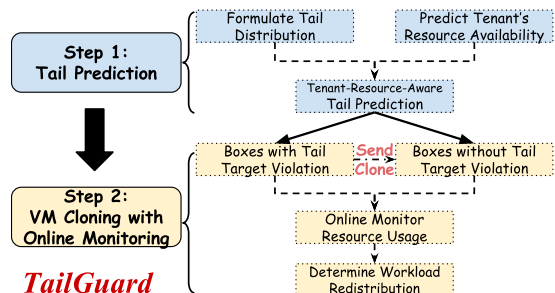 Formulate Tail
Distribution
Predict Tenant's
Resource Availability
Step 1:
Tail Prediction
Tenant-Resource-Aware
Tail Prediction
Boxes with Tail
Target Violation
Send
Clone
Boxes without Tail
Target Violation
Step 2:
VM Cloning with
Online Monitoring
Online Monitor
Resource Usage
Determine Workload
Redistribution
TailGuard